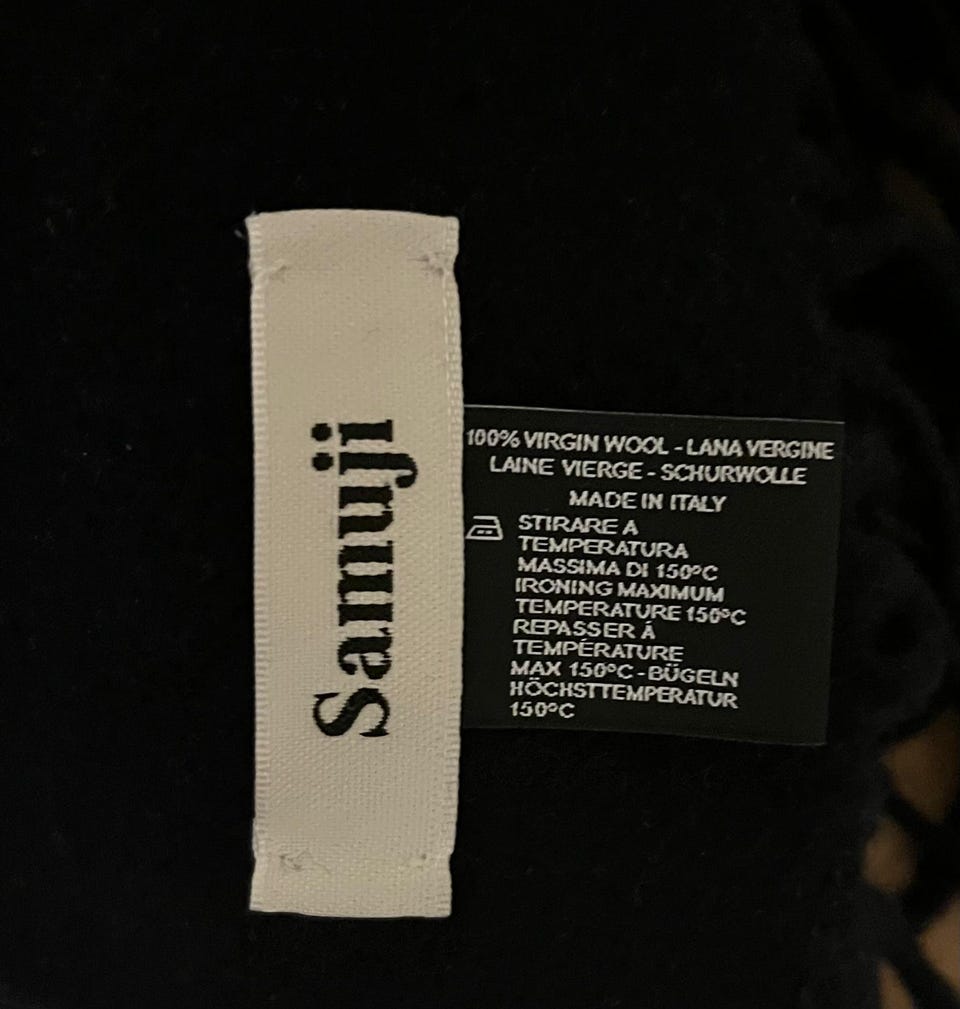 Samuji
100% VIRGIN WOOL - LANA VERGINE
LAINE VIERGE - SCHURWOLLE
MADE IN ITALY
STIRARE A
TEMPERATURA
MASSIMA DI 150°C
IRONING MAXIMUM
TEMPERATURE 150°C
REPASSER Á
TEMPÉRATURE
MAX 150°C - BÜGELN
HÖCHSTTEMPERATUR
150°C